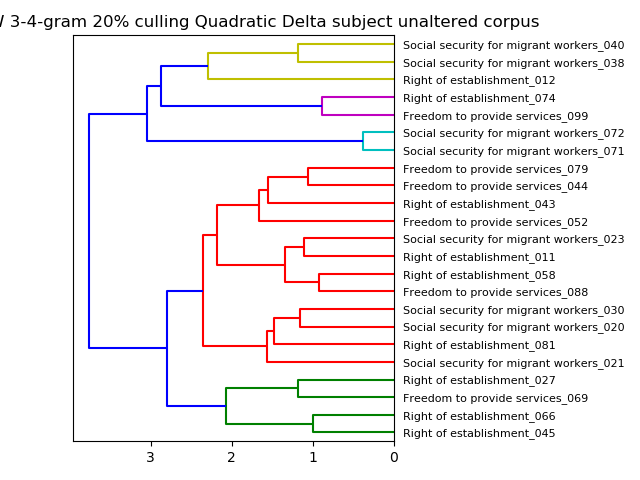 3-4-gram 20% culling Quadratic Delta subject unaltered corpus
Social security for migrant workers_040
Social security for migrant workers_038
Right of establishment_012
Right of establishment_074
Freedom to provide services_099
Social security for migrant workers_072
Social security for migrant workers_071
Freedom to provide services_079
Freedom to provide services_044
Right of establishment_043
Freedom to provide services_052
Social security for migrant workers_023
Right of establishment_011
Right of establishment_058
Freedom to provide services_088
Social security for migrant workers_030
Social security for migrant workers_020
Right of establishment_081
Social security for migrant workers_021
Right of establishment_027
Freedom to provide services_069
Right of establishment_066
Right of establishment_045
3 2 1 0